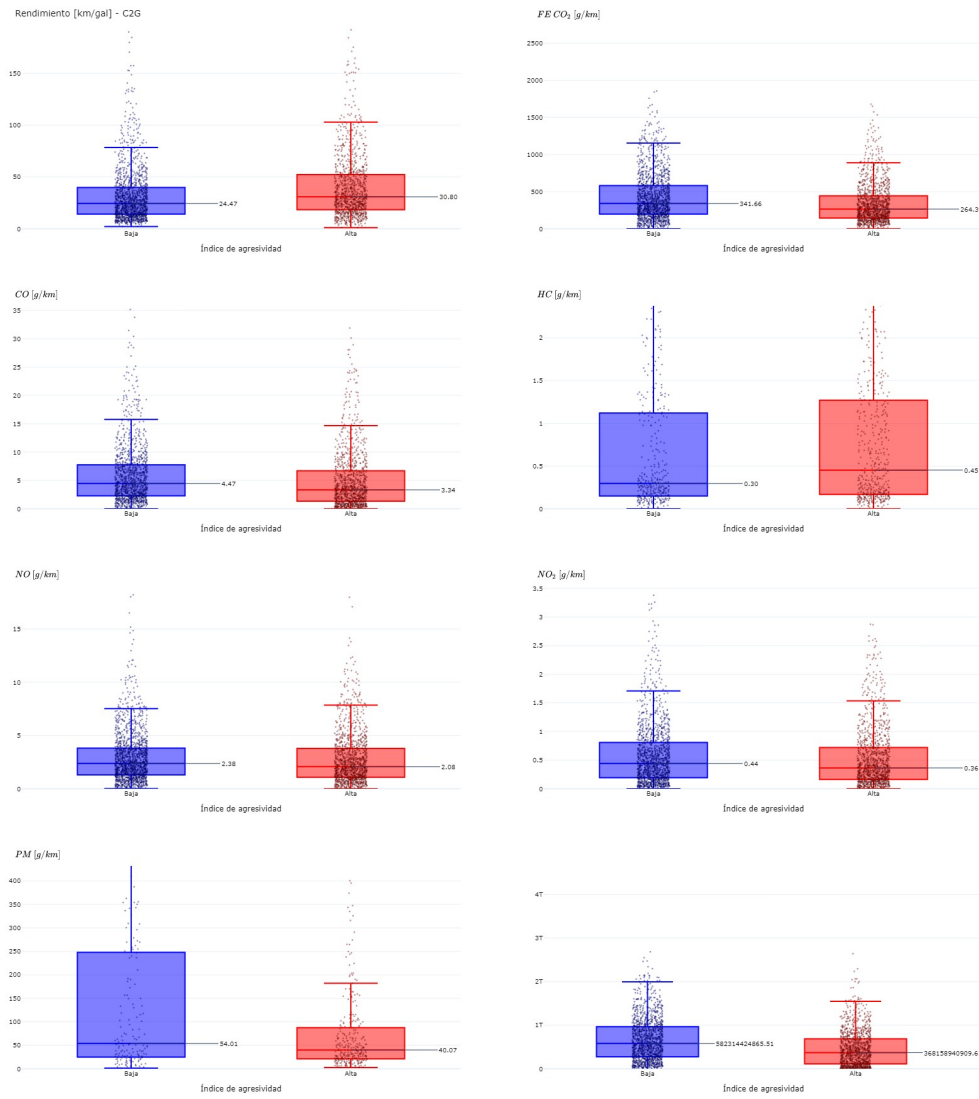 Rendimiento [km/gal] - C2G
150
100
50
0
24.47
30.80
Baja
Alta
Índice de agresividad
FE CO₂ [g/km]
2500
2000
1500
1000
500
0
341.66
264.3
Baja
Alta
Índice de agresividad
CO [g/km]
35
30
25
20
15
10
5
0
4.47
3.34
Baja
Alta
Índice de agresividad
HC [g/km]
2
1.5
1
0.5
0
0.30
0.45
Baja
Alta
Índice de agresividad
NO [g/km]
15
10
5
0
2.38
2.08
Baja
Alta
Índice de agresividad
NO₂ [g/km]
3.5
3
2.5
2
1.5
1
0.5
0
0.44
0.36
Baja
Alta
Índice de agresividad
PM [g/km]
400
350
300
250
200
150
100
50
0
54.01
40.07
Baja
Alta
Índice de agresividad
4T
3T
2T
1T
0
582314424865.51
368158940909.6
Baja
Alta
Índice de agresividad